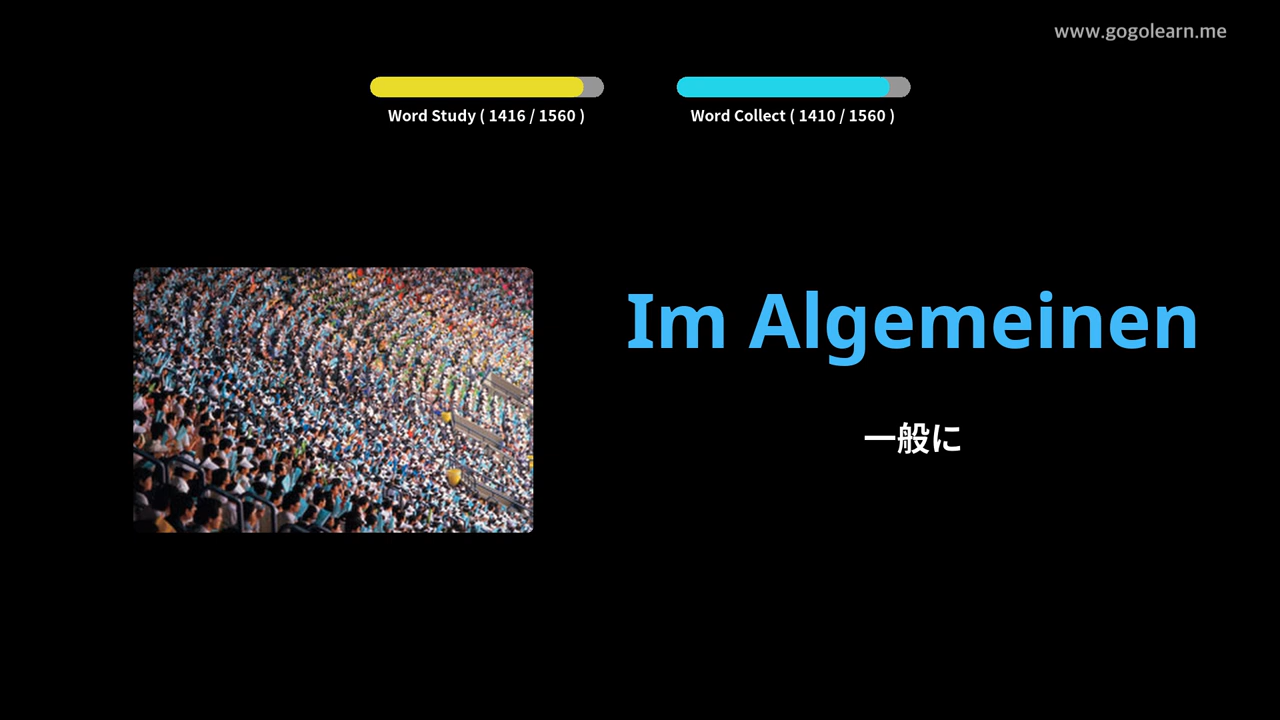 www.gogolearn.me
Word Study ( 1416 / 1560 )
Word Collect ( 1410 / 1560 )
Im Algemeinen
一般に